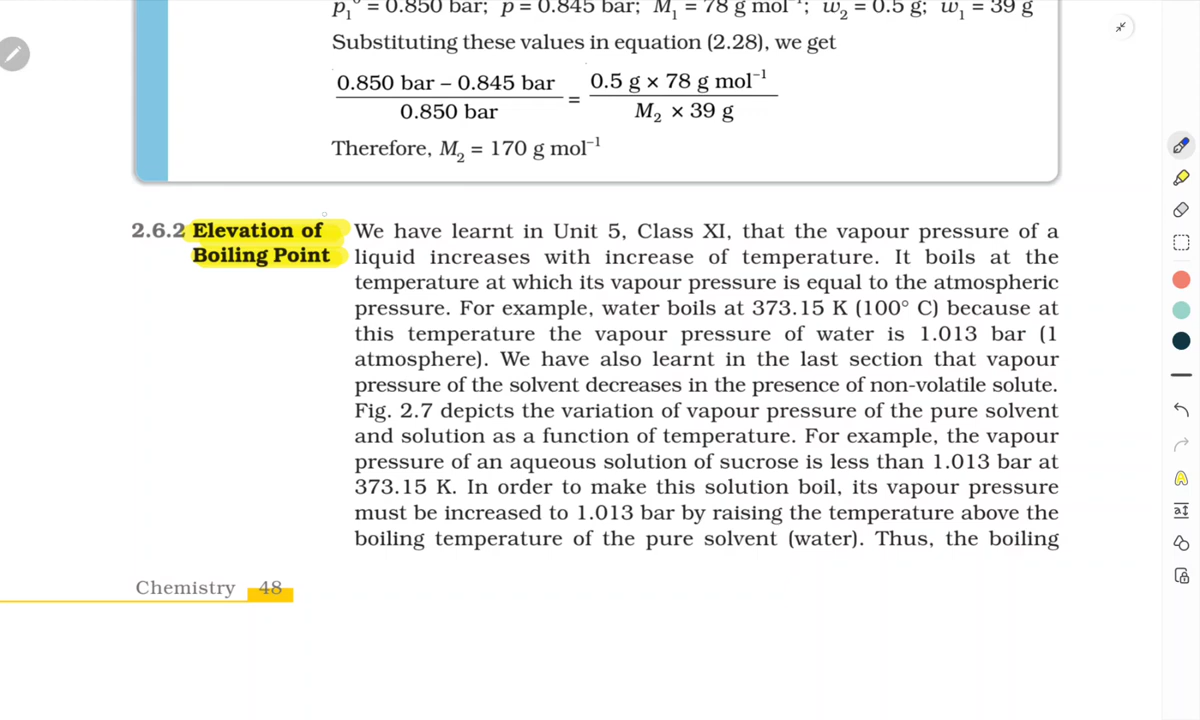 p₁° = 0.850 bar; p = 0.845 bar; M₁ = 78 g mol⁻¹; w₂ = 0.5 g; w₁ = 39 g
Substituting these values in equation (2.28), we get
0.850 bar – 0.845 bar / 0.850 bar = 0.5 g × 78 g mol⁻¹ / M₂ × 39 g
Therefore, M₂ = 170 g mol⁻¹
2.6.2 Elevation of
Boiling Point
We have learnt in Unit 5, Class XI, that the vapour pressure of a
liquid increases with increase of temperature. It boils at the
temperature at which its vapour pressure is equal to the atmospheric
pressure. For example, water boils at 373.15 K (100° C) because at
this temperature the vapour pressure of water is 1.013 bar (1
atmosphere). We have also learnt in the last section that vapour
pressure of the solvent decreases in the presence of non-volatile solute.
Fig. 2.7 depicts the variation of vapour pressure of the pure solvent
and solution as a function of temperature. For example, the vapour
pressure of an aqueous solution of sucrose is less than 1.013 bar at
373.15 K. In order to make this solution boil, its vapour pressure
must be increased to 1.013 bar by raising the temperature above the
boiling temperature of the pure solvent (water). Thus, the boiling
Chemistry 48